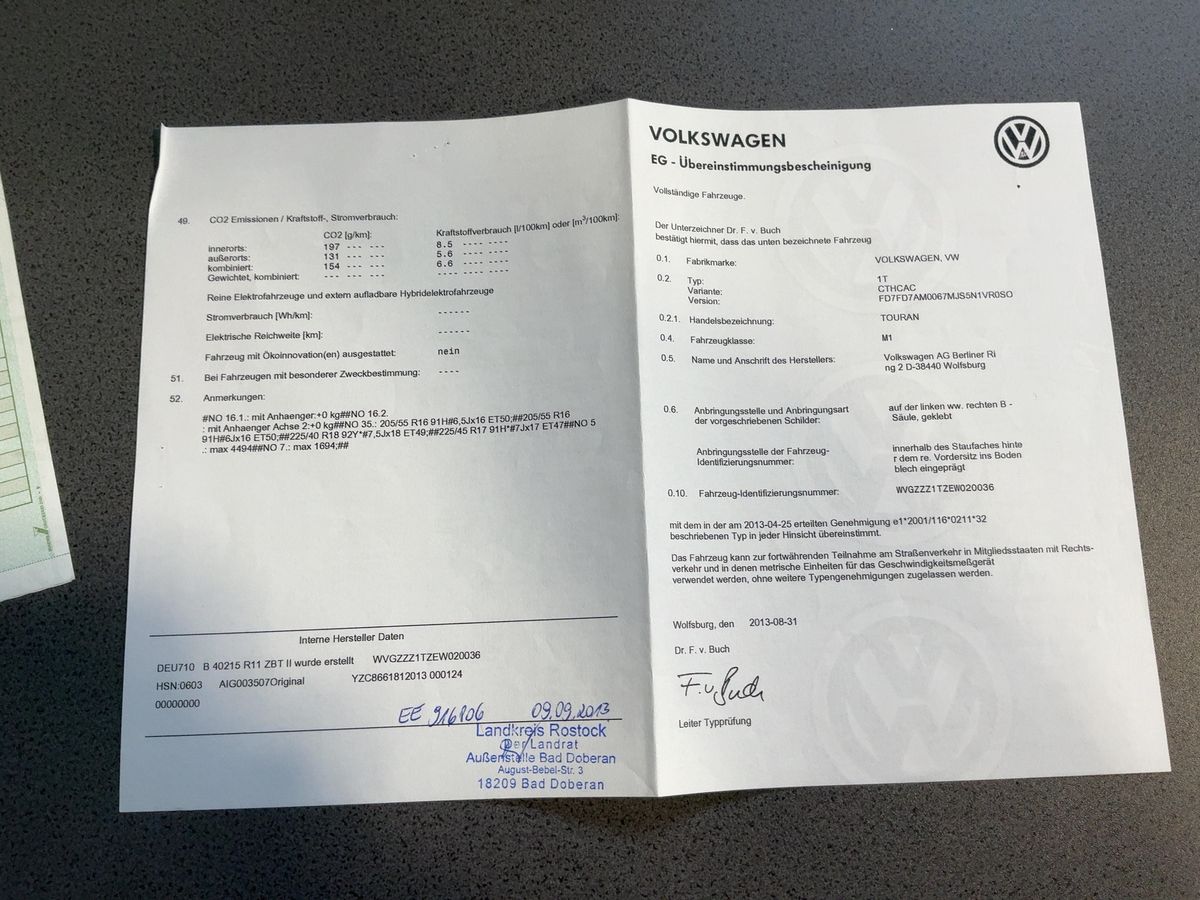 49. CO2 Emissionen / Kraftstoff-, Stromverbrauch:
CO2 [g/km]: Kraftstoffverbrauch [l/100km] oder [m³/100km]:
innerorts: 197 --- --- 8.5 ---- ----
außerorts: 131 --- --- 5.6 ---- ----
kombiniert: 154 --- --- 6.6 ---- ----
Gewichtet, kombiniert: --- --- --- ---- ---- ----
Reine Elektrofahrzeuge und extern aufladbare Hybridelektrofahrzeuge
Stromverbrauch [Wh/km]: ------
Elektrische Reichweite [km]: ------
Fahrzeug mit Ökoinnovation(en) ausgestattet: nein
51. Bei Fahrzeugen mit besonderer Zweckbestimmung: ----
52. Anmerkungen:
#NO 16.1.: mit Anhaenger:+0 kg##NO 16.2.
: mit Anhaenger Achse 2:+0 kg##NO 35.: 205/55 R16 91H#6,5Jx16 ET50;##205/55 R16
91H#6Jx16 ET50;##225/40 R18 92Y*#7,5Jx18 ET49;##225/45 R17 91H*#7Jx17 ET47##NO 5
.: max 4494##NO 7.: max 1694;##
Interne Hersteller Daten
DEU710 B 40215 R11 ZBT II wurde erstellt WVGZZZ1TZEW020036
HSN:0603 AIG003507Original YZC8661812013 000124
00000000
EE 916106 09.09.2013
Landkreis Rostock
Der Landrat
Außenstelle Bad Doberan
August-Bebel-Str. 3
18209 Bad Doberan
VOLKSWAGEN
EG - Übereinstimmungsbescheinigung
Vollständige Fahrzeuge.
Der Unterzeichner Dr. F. v. Buch
bestätigt hiermit, dass das unten bezeichnete Fahrzeug
0.1. Fabrikmarke: VOLKSWAGEN, VW
0.2. Typ: 1T
Variante: CTHCAC
Version: FD7FD7AM0067MJS5N1VR0SO
0.2.1. Handelsbezeichnung: TOURAN
0.4. Fahrzeugklasse: M1
0.5. Name und Anschrift des Herstellers: Volkswagen AG Berliner Ri
ng 2 D-38440 Wolfsburg
0.6. Anbringungsstelle und Anbringungsart auf der linken ww. rechten B -
der vorgeschriebenen Schilder: Säule, geklebt
Anbringungsstelle der Fahrzeug- innerhalb des Staufaches hinte
Identifizierungsnummer: r dem re. Vordersitz ins Boden
blech eingeprägt
0.10. Fahrzeug-Identifizierungsnummer: WVGZZZ1TZEW020036
mit dem in der am 2013-04-25 erteilten Genehmigung e1*2001/116*0211*32
beschriebenen Typ in jeder Hinsicht übereinstimmt.
Das Fahrzeug kann zur fortwährenden Teilnahme am Straßenverkehr in Mitgliedsstaaten mit Rechts-
verkehr und in denen metrische Einheiten für das Geschwindigkeitsmeßgerät
verwendet werden, ohne weitere Typengenehmigungen zugelassen werden.
Wolfsburg, den 2013-08-31
Dr. F. v. Buch
F. v. Buch
Leiter Typprüfung